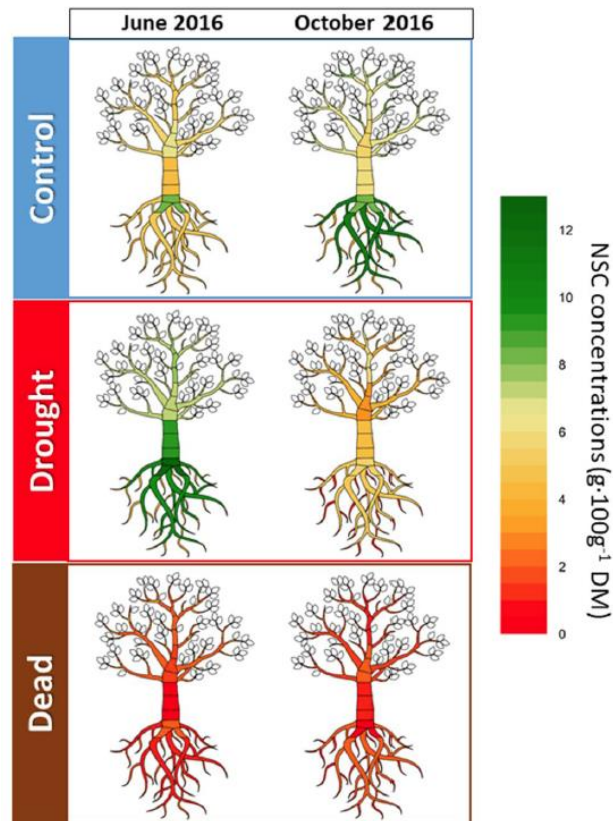 June 2016
October 2016
Control
Drought
Dead
12
10
8
6
4
2
0
NSC concentrations (g·100g⁻¹ DM)